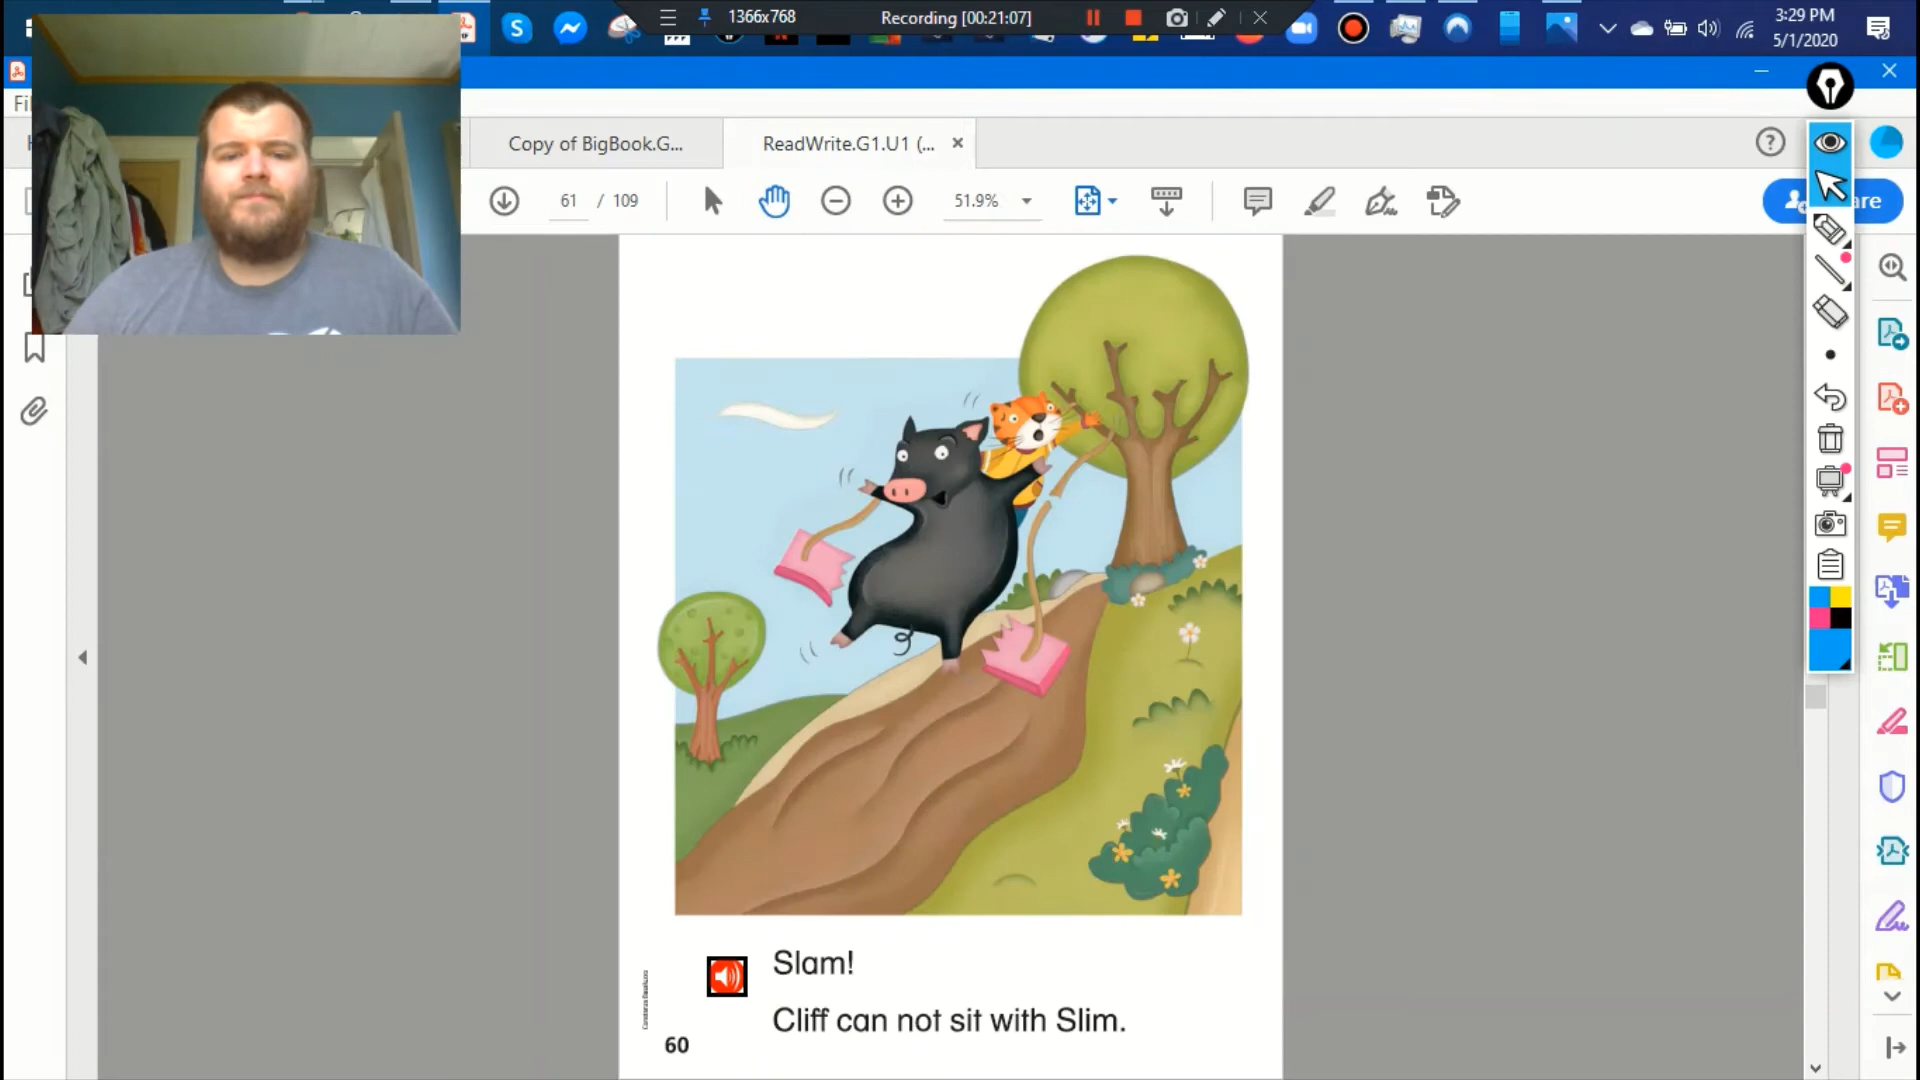 1366x768
Recording [00:21:07]
3:29 PM
5/1/2020
Copy of BigBook.G...
ReadWrite.G1.U1 (...
61 / 109
51.9%
Slam!
Cliff can not sit with Slim.
60